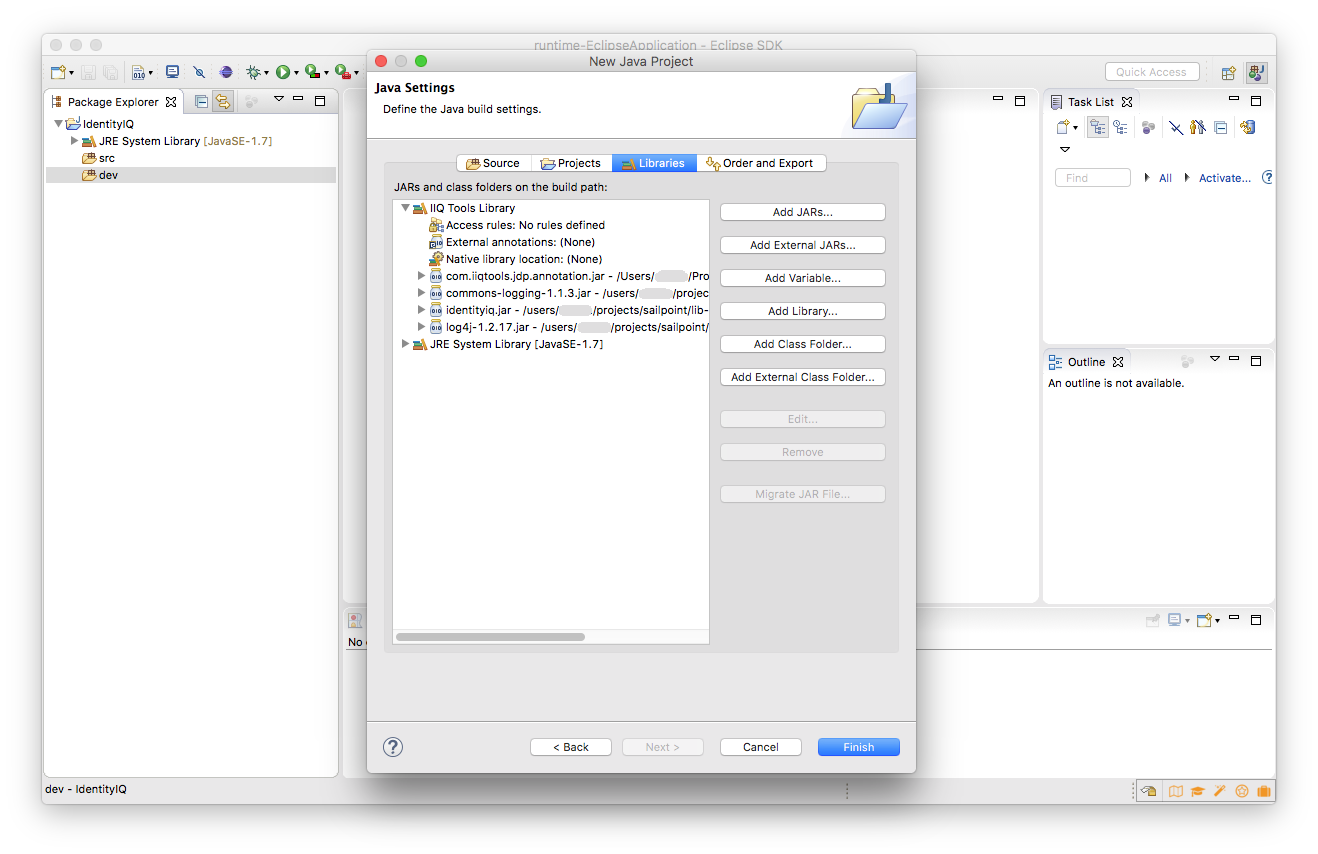 runtime-EclipseApplication - Eclipse SDK
New Java Project
Quick Access
Java Settings
Define the Java build settings.
Package Explorer
IdentityIQ
JRE System Library [JavaSE-1.7]
src
dev
Source
Projects
Libraries
Order and Export
JARs and class folders on the build path:
IIQ Tools Library
Access rules: No rules defined
External annotations: (None)
Native library location: (None)
com.iiqtools.jdp.annotation.jar - /Users/ /Pro
commons-logging-1.1.3.jar - /users/ /projec
identityiq.jar - /users/ /projects/sailpoint/lib-
log4j-1.2.17.jar - /users/ /projects/sailpoint/
JRE System Library [JavaSE-1.7]
Add JARs...
Add External JARs...
Add Variable...
Add Library...
Add Class Folder...
Add External Class Folder...
Edit...
Remove
Migrate JAR File...
Task List
Find
All
Activate...
?
Outline
An outline is not available.
No
?
< Back
Next >
Cancel
Finish
dev - IdentityIQ